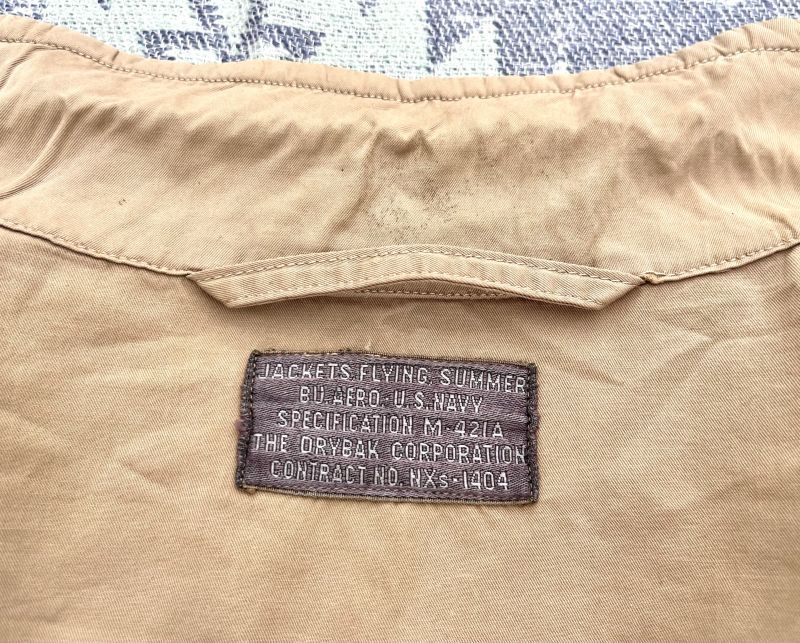 JACKETS, FLYING, SUMMER
BU. AERO - U.S. NAVY
SPECIFICATION M-421A
THE DRYBAK CORPORATION
CONTRACT NO. NXs-1404